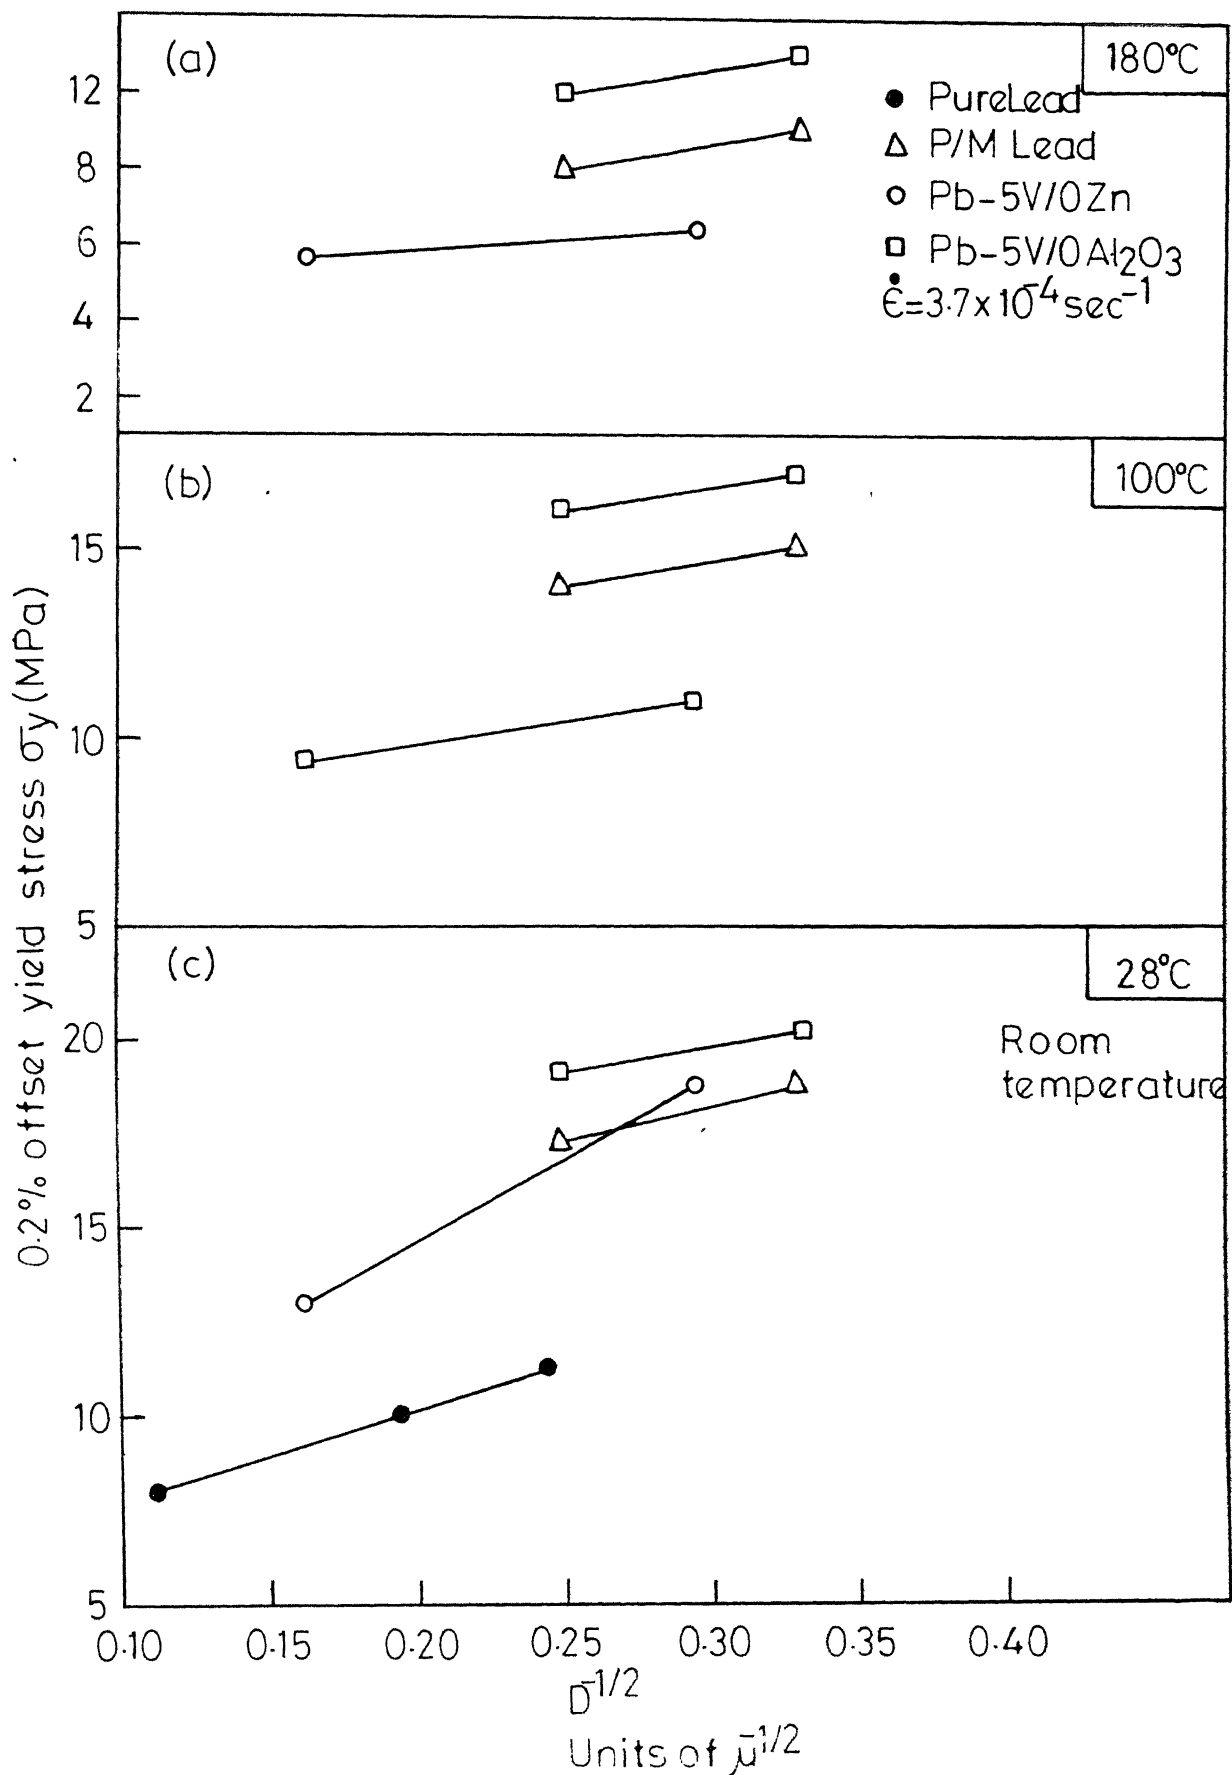 (a)
180°C
12
8
6
4
2
PureLead
P/M Lead
Pb-5V/0Zn
Pb-5V/0Al2O3
ε̇=3.7x10-4sec-1
(b)
100°C
15
10
5
(c)
28°C
Room
temperature
20
15
10
5
0.2% offset yield stress σy(MPa)
0.10 0.20 0.25 0.30 0.35 0.40
D-1/2
Units of μ-1/2